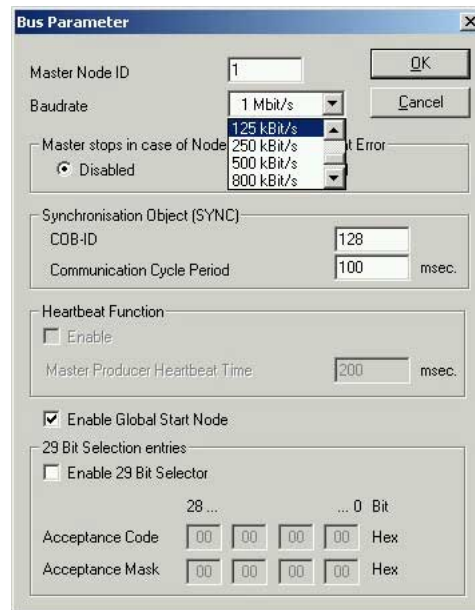 Bus Parameter
Master Node ID 1 OK
Baudrate 1 Mbit/s Cancel
125 kBit/s
Master stops in case of Node t Error
250 kBit/s
500 kBit/s
Disabled
800 kBit/s
Synchronisation Object (SYNC)
COB-ID 128
Communication Cycle Period 100 msec.
Heartbeat Function
Enable
Master Producer Heartbeat Time 200 msec.
Enable Global Start Node
29 Bit Selection entries
Enable 29 Bit Selector
28 ... ... 0 Bit
Acceptance Code 00 00 00 00 Hex
Acceptance Mask 00 00 00 00 Hex